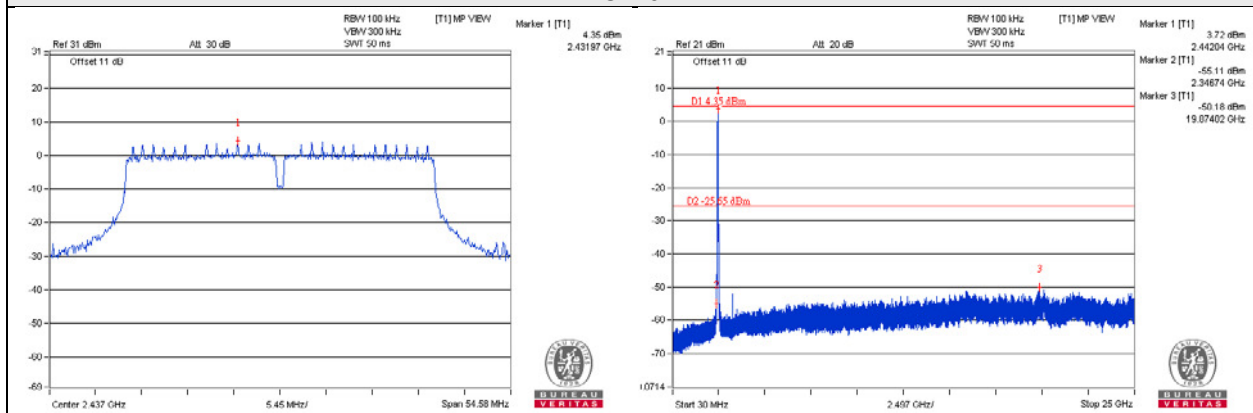 RBW 100 kHz
VBW 300 kHz
SWT 50 ms
[T1] MP VIEW
Marker 1 [T1]
4.35 dBm
2.43197 GHz
Ref 31 dBm
Att 30 dB
31
Offset 11 dB
20
10
0
-10
-20
-30
-40
-50
-60
-69
1
Center 2.437 GHz
5.45 MHz/
Span 54.58 MHz
BUREAU VERITAS
1828
BUREAU
VERITAS
RBW 100 kHz
VBW 300 kHz
SWT 50 ms
[T1] MP VIEW
Marker 1 [T1]
3.72 dBm
2.44204 GHz
Marker 2 [T1]
-55.11 dBm
2.34674 GHz
Marker 3 [T1]
-50.18 dBm
19.07402 GHz
Ref 21 dBm
Att 20 dB
21
Offset 11 dB
10
0
-10
-20
-30
-40
-50
-60
-70
1
D1 4.35 dBm
D2 -25.65 dBm
3
Start 30 MHz
2.497 GHz/
Stop 25 GHz
BUREAU VERITAS
1828
BUREAU
VERITAS